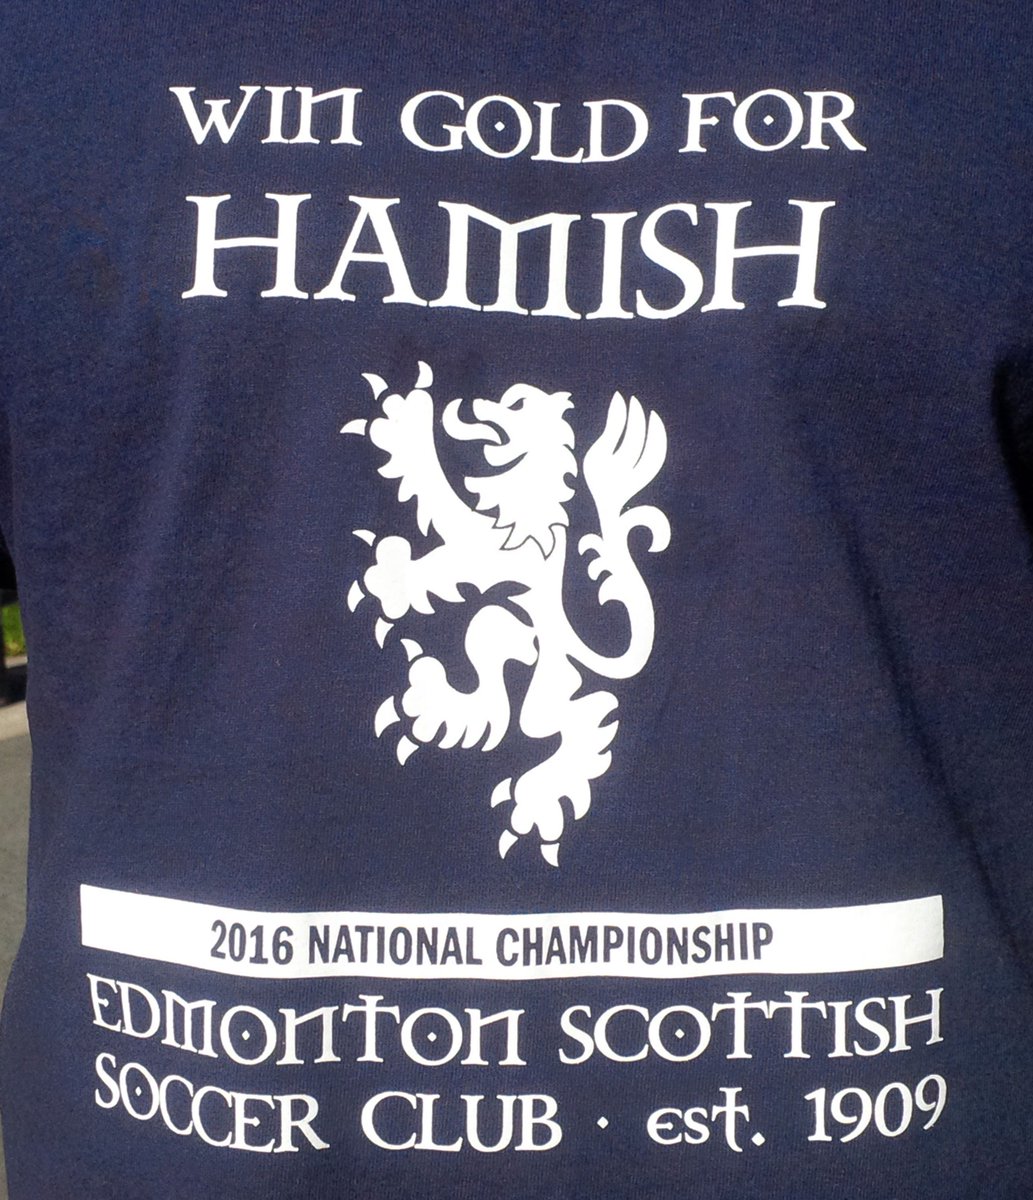 WIN GOLD FOR
HAMISH
2016 NATIONAL CHAMPIONSHIP
EDMONTON SCOTTISH
SOCCER CLUB · est. 1909